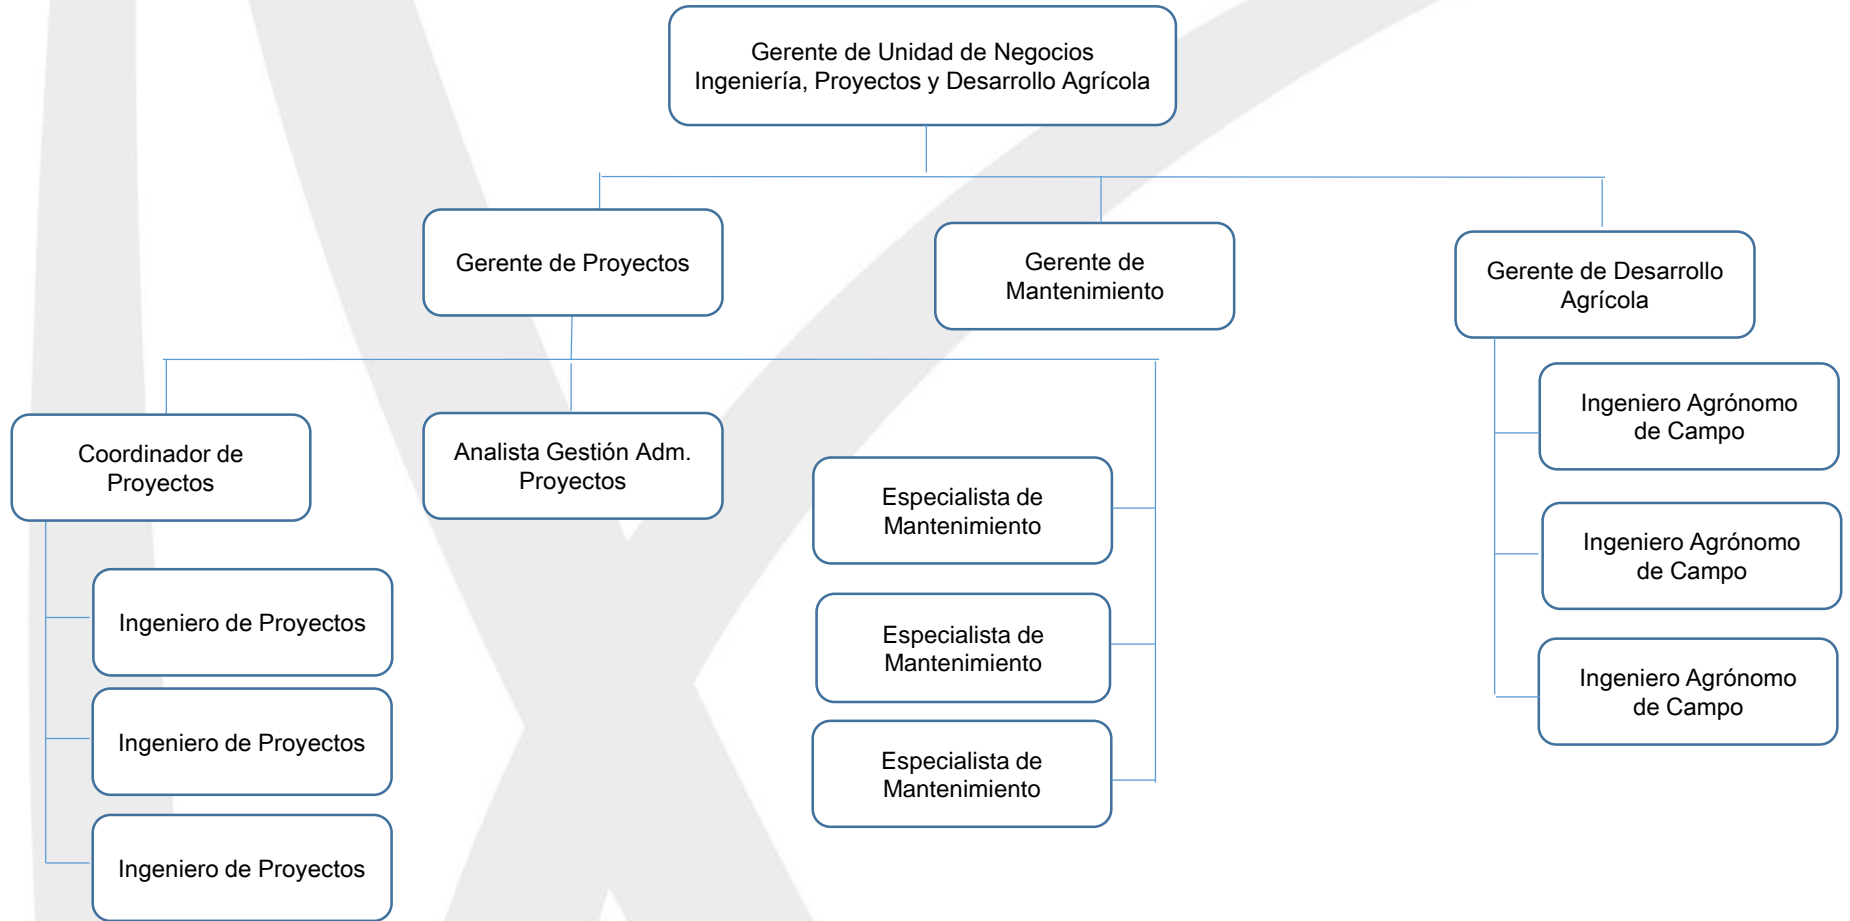 Gerente de Unidad de Negocios
Ingeniería, Proyectos y Desarrollo Agrícola
Gerente de Proyectos
Gerente de
Mantenimiento
Gerente de Desarrollo
Agrícola
Coordinador de
Proyectos
Analista Gestión Adm.
Proyectos
Ingeniero de Proyectos
Ingeniero de Proyectos
Ingeniero de Proyectos
Especialista de
Mantenimiento
Especialista de
Mantenimiento
Especialista de
Mantenimiento
Ingeniero Agrónomo
de Campo
Ingeniero Agrónomo
de Campo
Ingeniero Agrónomo
de Campo